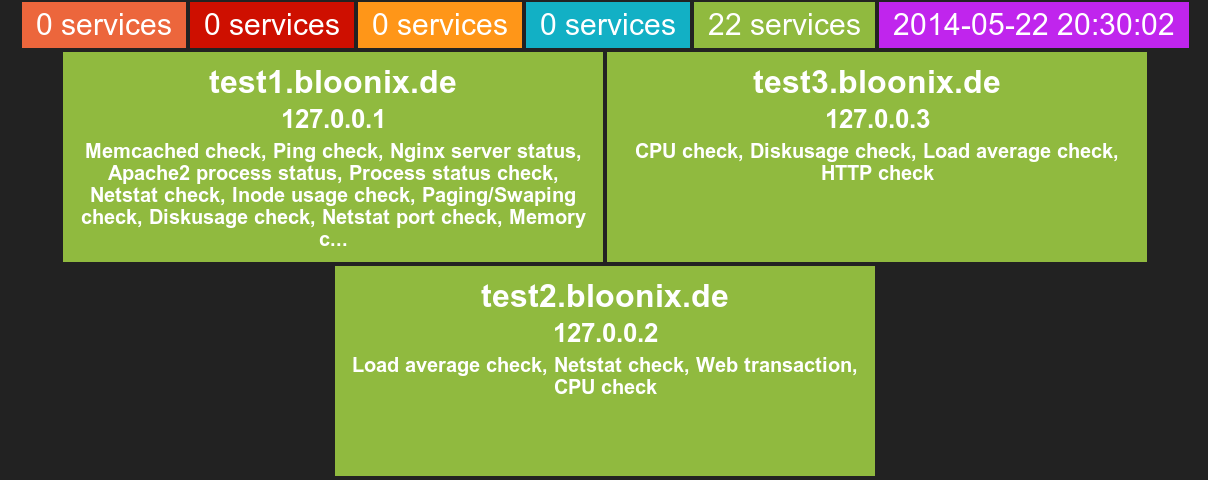 0 services
0 services
0 services
0 services
22 services
2014-05-22 20:30:02
test1.bloonix.de
127.0.0.1
Memcached check, Ping check, Nginx server status,
Apache2 process status, Process status check,
Netstat check, Inode usage check, Paging/Swaping
check, Diskusage check, Netstat port check, Memory
c...
test3.bloonix.de
127.0.0.3
CPU check, Diskusage check, Load average check,
HTTP check
test2.bloonix.de
127.0.0.2
Load average check, Netstat check, Web transaction,
CPU check